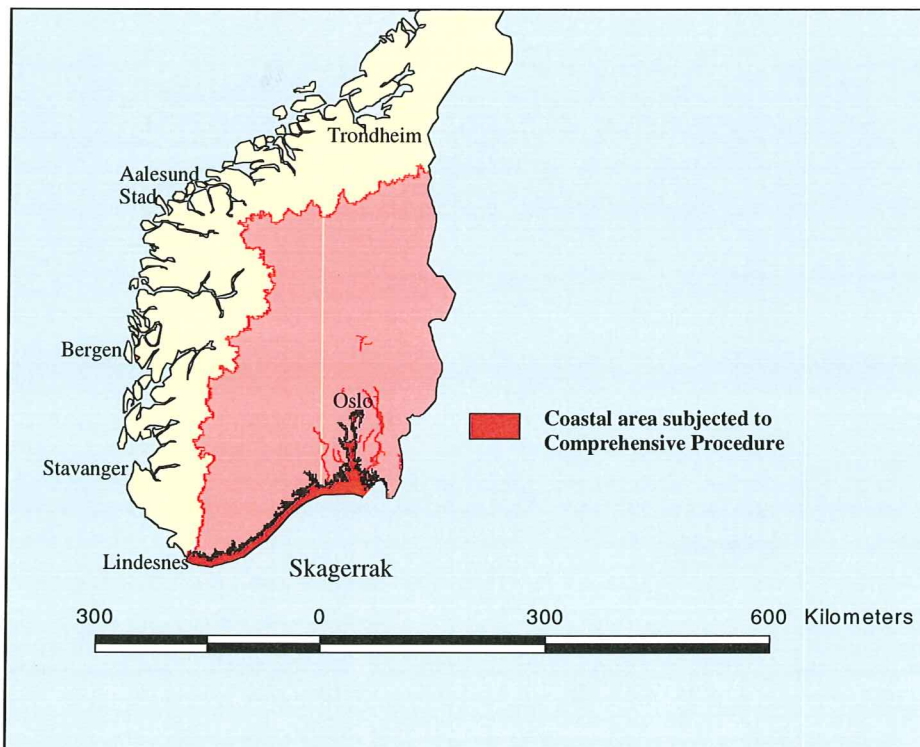 Trondheim
Aalesund
Stad
Bergen
Oslo
Coastal area subjected to
Comprehensive Procedure
Stavanger
Lindesnes
Skagerrak
300 0 300 600 Kilometers